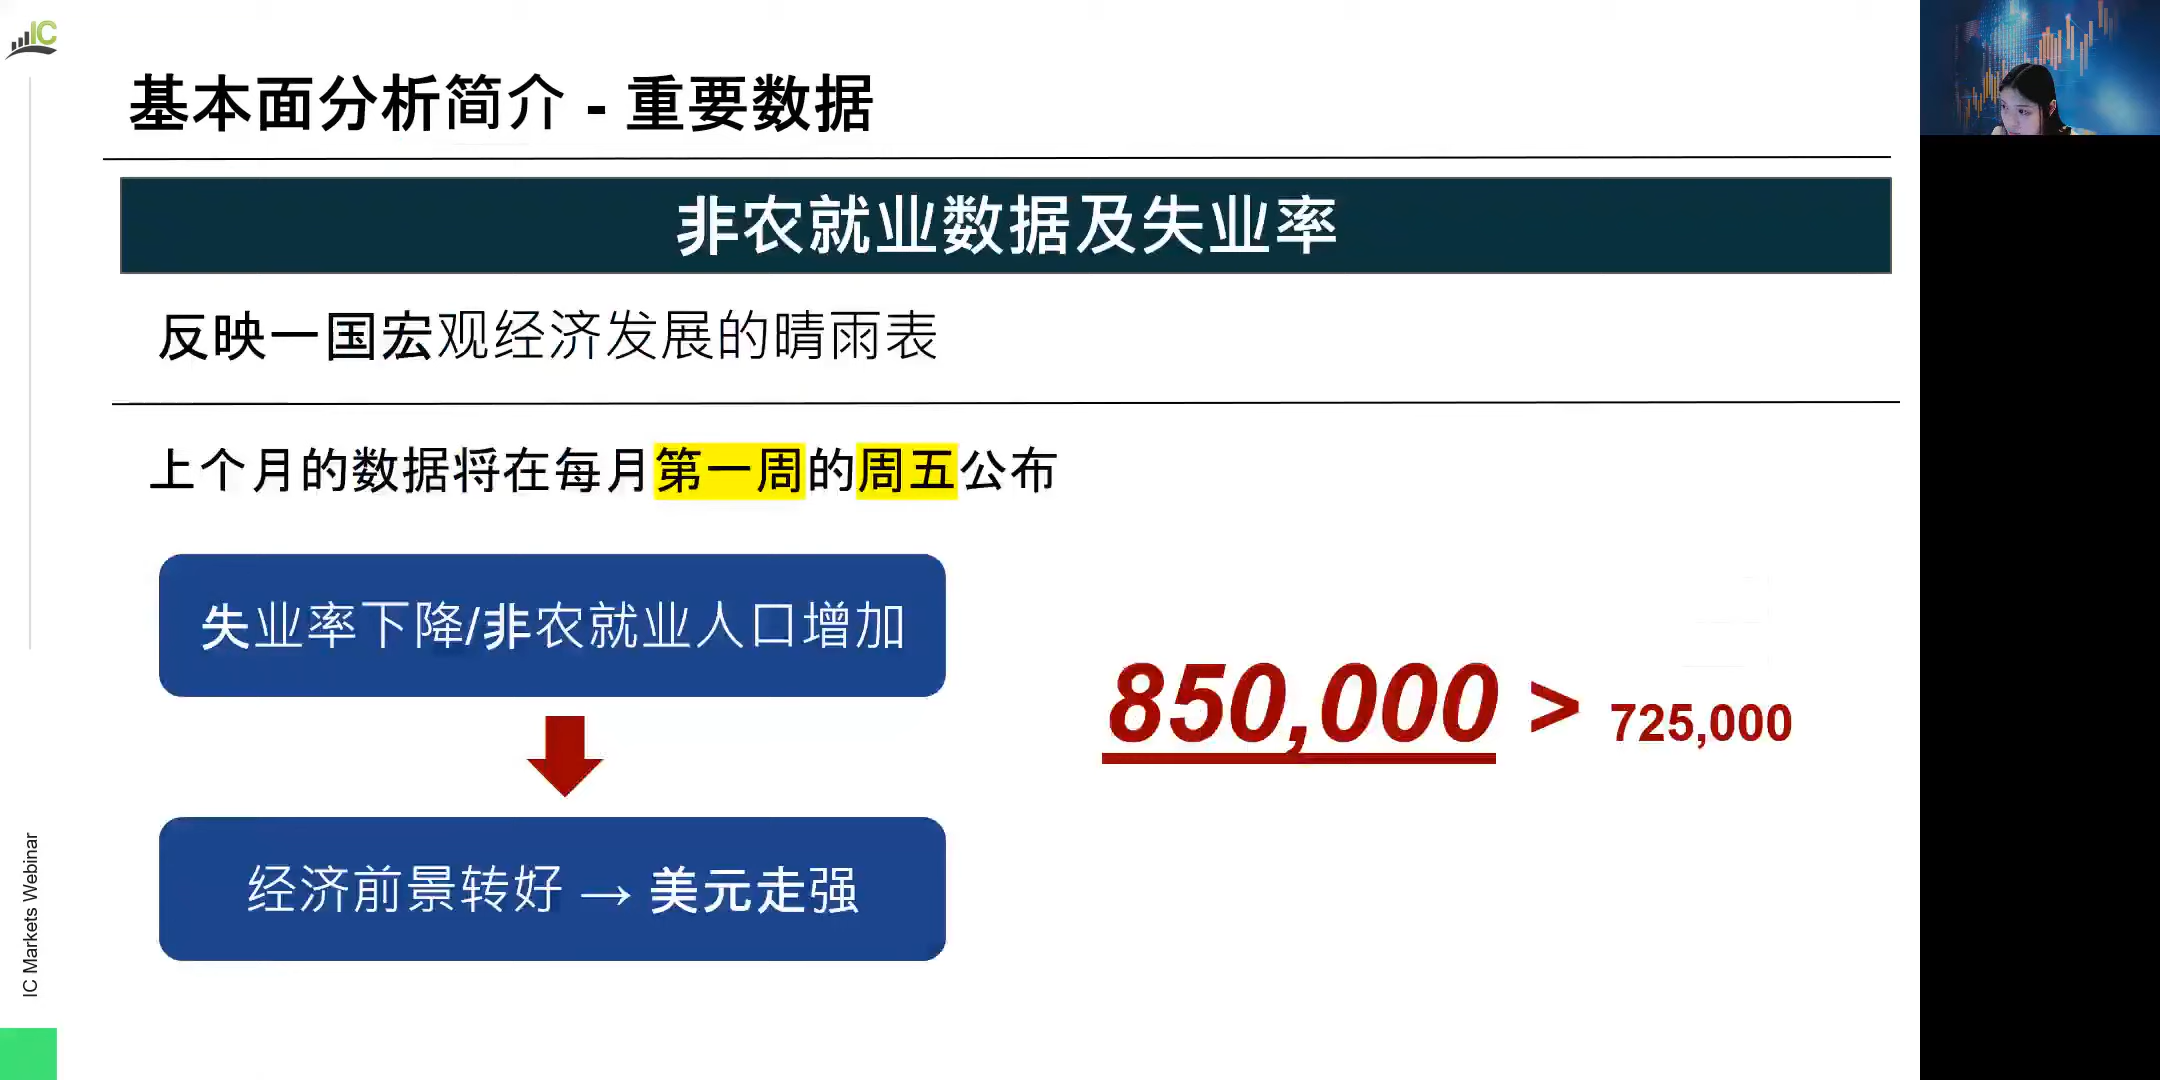 IC
基本面分析简介 - 重要数据
非农就业数据及失业率
反映一国宏观经济发展的晴雨表
上个月的数据将在每月第一周的周五公布
失业率下降/非农就业人口增加
850,000 > 725,000
经济前景转好 → 美元走强
IC Markets Webinar